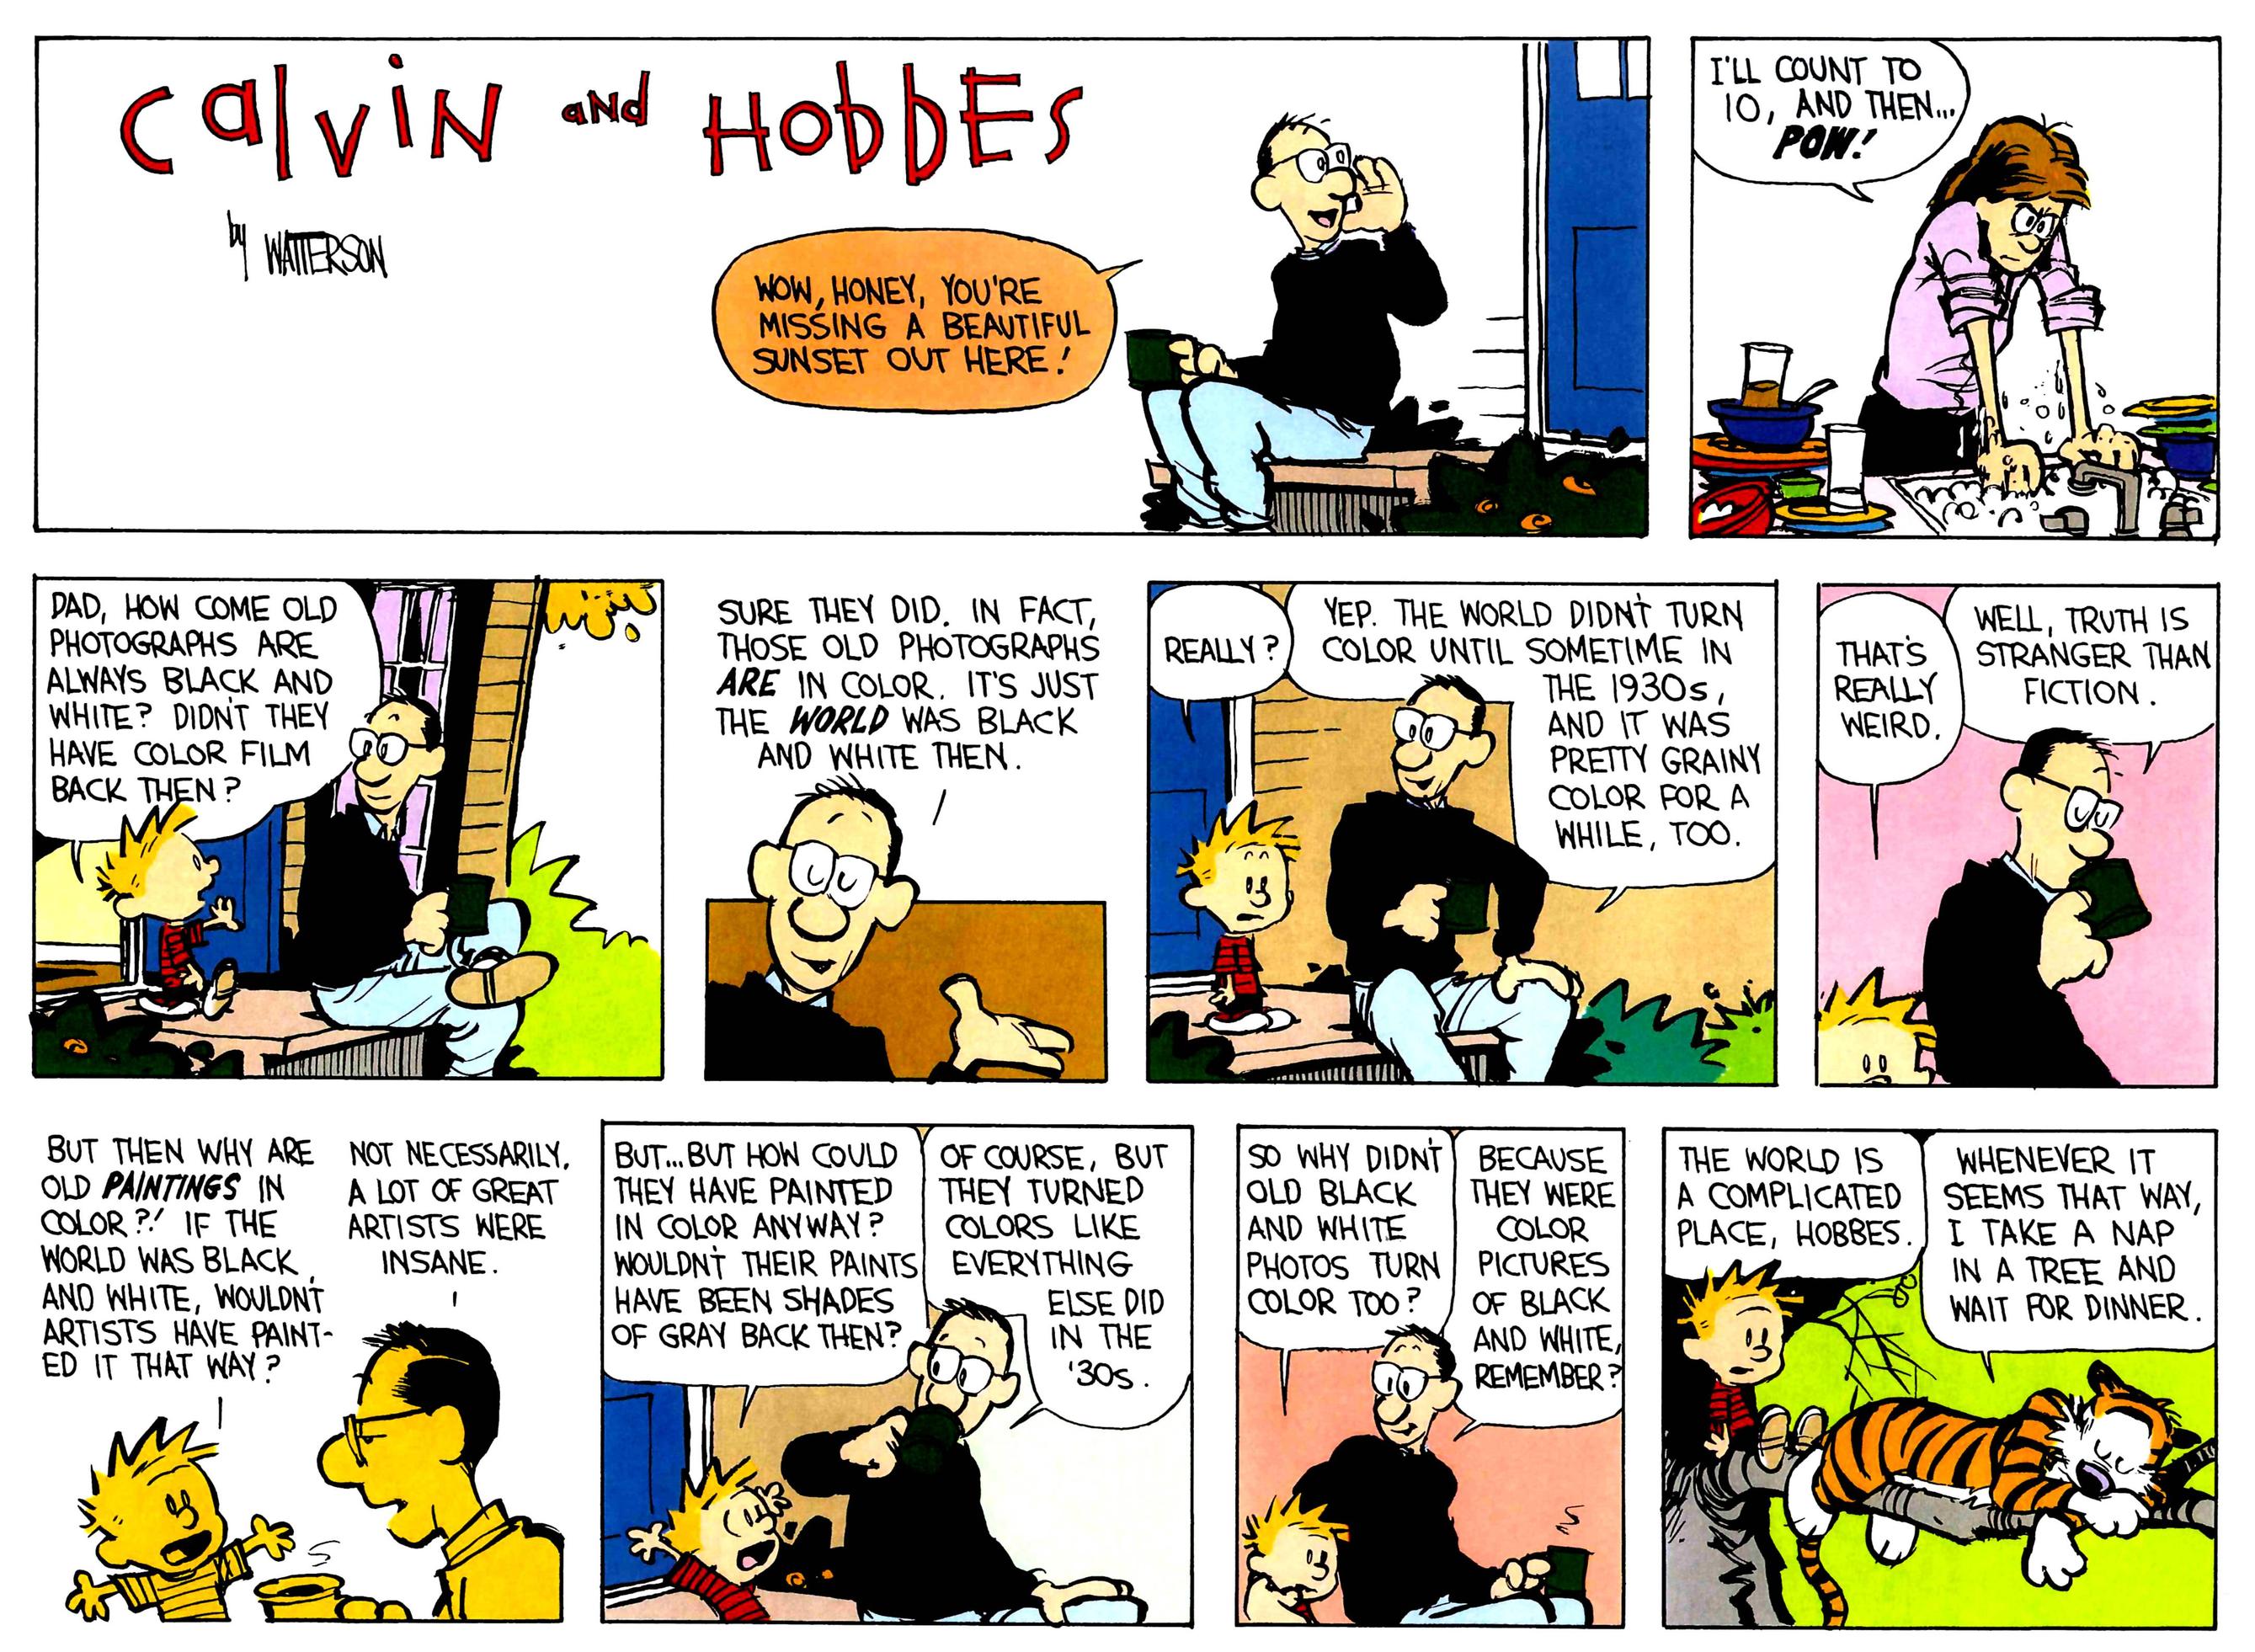 Calvin and Hobbes
by WATTERSON
WOW, HONEY, YOU'RE
MISSING A BEAUTIFUL
SUNSET OUT HERE!
I'LL COUNT TO
10, AND THEN...
POW!
DAD, HOW COME OLD
PHOTOGRAPHS ARE
ALWAYS BLACK AND
WHITE? DIDN'T THEY
HAVE COLOR FILM
BACK THEN?
SURE THEY DID. IN FACT,
THOSE OLD PHOTOGRAPHS
ARE IN COLOR. IT'S JUST
THE WORLD WAS BLACK
AND WHITE THEN.
REALLY?
YEP. THE WORLD DIDN'T TURN
COLOR UNTIL SOMETIME IN
THE 1930s,
AND IT WAS
PRETTY GRAINY
COLOR FOR A
WHILE, TOO.
THAT'S
REALLY
WEIRD.
WELL, TRUTH IS
STRANGER THAN
FICTION.
BUT THEN WHY ARE
OLD PAINTINGS IN
COLOR?! IF THE
WORLD WAS BLACK
AND WHITE, WOULDN'T
ARTISTS HAVE PAINT-
ED IT THAT WAY?
NOT NECESSARILY.
A LOT OF GREAT
ARTISTS WERE
INSANE.
BUT... BUT HOW COULD
THEY HAVE PAINTED
IN COLOR ANYWAY?
WOULDN'T THEIR PAINTS
HAVE BEEN SHADES
OF GRAY BACK THEN?
OF COURSE, BUT
THEY TURNED
COLORS LIKE
EVERYTHING
ELSE DID
IN THE
'30s.
SO WHY DIDN'T
OLD BLACK
AND WHITE
PHOTOS TURN
COLOR TOO?
BECAUSE
THEY WERE
COLOR
PICTURES
OF BLACK
AND WHITE,
REMEMBER?
THE WORLD IS
A COMPLICATED
PLACE, HOBBES.
WHENEVER IT
SEEMS THAT WAY,
I TAKE A NAP
IN A TREE AND
WAIT FOR DINNER.